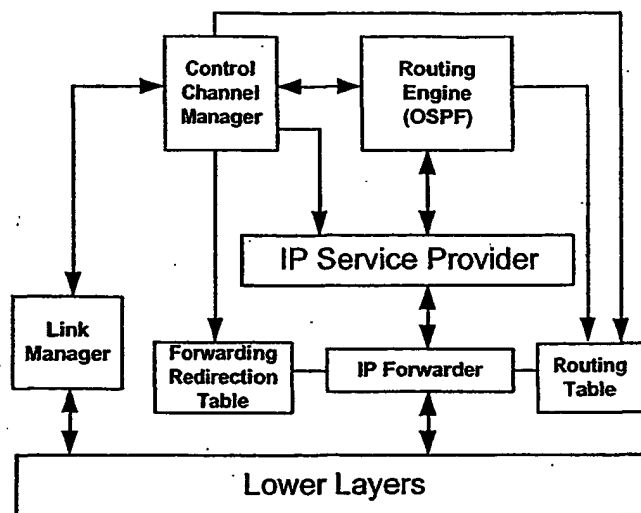 Control
Channel
Manager
Routing
Engine
(OSPF)
IP Service Provider
Link
Manager
Forwarding
Redirection
Table
IP Forwarder
Routing
Table
Lower Layers